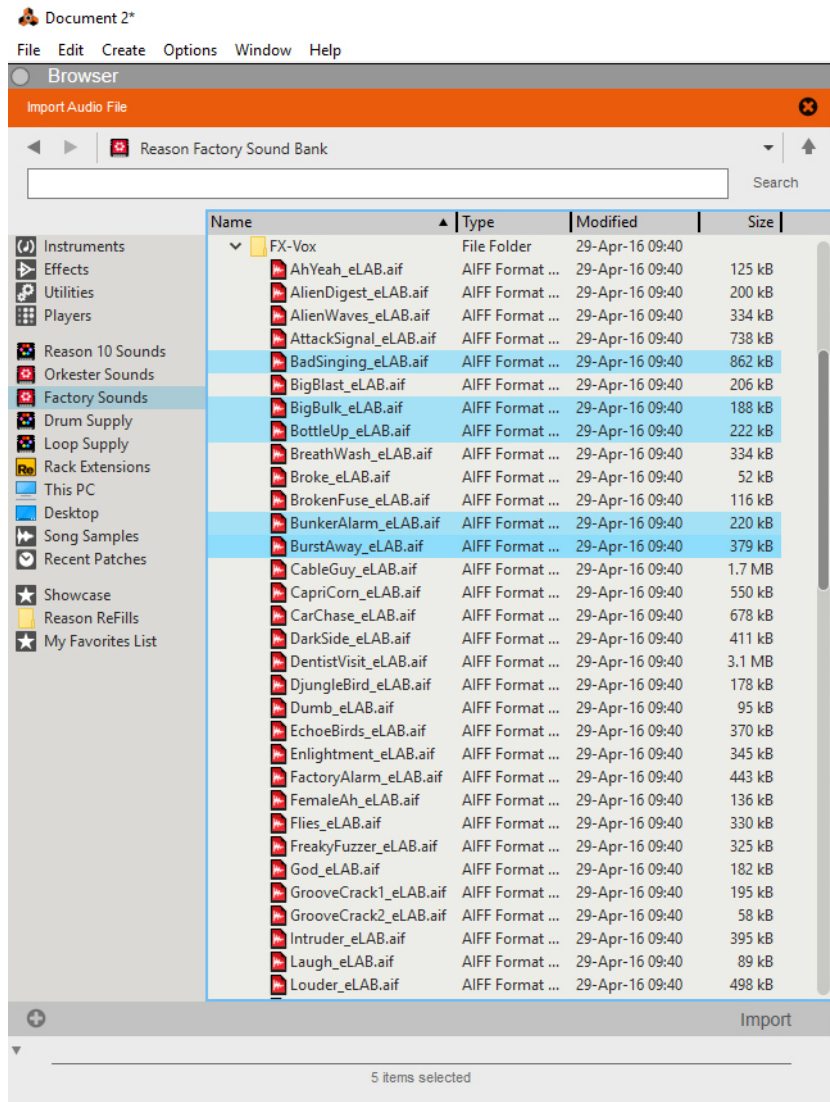 Document 2*
File Edit Create Options Window Help
Browser
Import Audio File
Reason Factory Sound Bank
Search
Name Type Modified Size
Instruments
Effects
Utilities
Players
Reason 10 Sounds
Orkester Sounds
Factory Sounds
Drum Supply
Loop Supply
Re Rack Extensions
This PC
Desktop
Song Samples
Recent Patches
Showcase
Reason ReFills
My Favorites List
FX-Vox File Folder 29-Apr-16 09:40
AhYeah_eLAB.aif AIFF Format ... 29-Apr-16 09:40 125 kB
AlienDigest_eLAB.aif AIFF Format ... 29-Apr-16 09:40 200 kB
AlienWaves_eLAB.aif AIFF Format ... 29-Apr-16 09:40 334 kB
AttackSignal_eLAB.aif AIFF Format ... 29-Apr-16 09:40 738 kB
BadSinging_eLAB.aif AIFF Format ... 29-Apr-16 09:40 862 kB
BigBlast_eLAB.aif AIFF Format ... 29-Apr-16 09:40 206 kB
BigBulk_eLAB.aif AIFF Format ... 29-Apr-16 09:40 188 kB
BottleUp_eLAB.aif AIFF Format ... 29-Apr-16 09:40 222 kB
BreathWash_eLAB.aif AIFF Format ... 29-Apr-16 09:40 334 kB
Broke_eLAB.aif AIFF Format ... 29-Apr-16 09:40 52 kB
BrokenFuse_eLAB.aif AIFF Format ... 29-Apr-16 09:40 116 kB
BunkerAlarm_eLAB.aif AIFF Format ... 29-Apr-16 09:40 220 kB
BurstAway_eLAB.aif AIFF Format ... 29-Apr-16 09:40 379 kB
CableGuy_eLAB.aif AIFF Format ... 29-Apr-16 09:40 1.7 MB
CapriCorn_eLAB.aif AIFF Format ... 29-Apr-16 09:40 550 kB
CarChase_eLAB.aif AIFF Format ... 29-Apr-16 09:40 678 kB
DarkSide_eLAB.aif AIFF Format ... 29-Apr-16 09:40 411 kB
DentistVisit_eLAB.aif AIFF Format ... 29-Apr-16 09:40 3.1 MB
DjungleBird_eLAB.aif AIFF Format ... 29-Apr-16 09:40 178 kB
Dumb_eLAB.aif AIFF Format ... 29-Apr-16 09:40 95 kB
EchoeBirds_eLAB.aif AIFF Format ... 29-Apr-16 09:40 370 kB
Enlightment_eLAB.aif AIFF Format ... 29-Apr-16 09:40 345 kB
FactoryAlarm_eLAB.aif AIFF Format ... 29-Apr-16 09:40 443 kB
FemaleAh_eLAB.aif AIFF Format ... 29-Apr-16 09:40 136 kB
Flies_eLAB.aif AIFF Format ... 29-Apr-16 09:40 330 kB
FreakyFuzzer_eLAB.aif AIFF Format ... 29-Apr-16 09:40 325 kB
God_eLAB.aif AIFF Format ... 29-Apr-16 09:40 182 kB
GrooveCrack1_eLAB.aif AIFF Format ... 29-Apr-16 09:40 195 kB
GrooveCrack2_eLAB.aif AIFF Format ... 29-Apr-16 09:40 58 kB
Intruder_eLAB.aif AIFF Format ... 29-Apr-16 09:40 395 kB
Laugh_eLAB.aif AIFF Format ... 29-Apr-16 09:40 89 kB
Louder_eLAB.aif AIFF Format ... 29-Apr-16 09:40 498 kB
Import
5 items selected